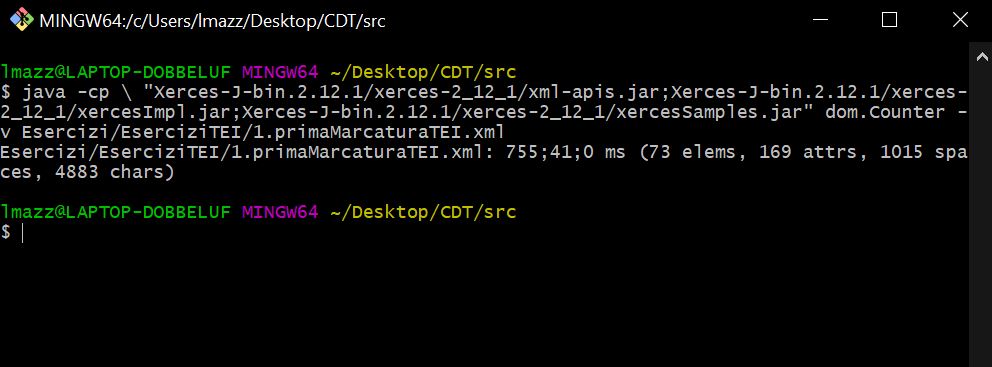 MINGW64:/c/Users/lmazz/Desktop/CDT/src
lmazz@LAPTOP-DOBBELUF MINGW64 ~/Desktop/CDT/src
$ java -cp \ "Xerces-J-bin.2.12.1/xerces-2_12_1/xml-apis.jar;Xerces-J-bin.2.12.1/xerces-
2_12_1/xercesImpl.jar;Xerces-J-bin.2.12.1/xerces-2_12_1/xercesSamples.jar" dom.Counter -
v Esercizi/EserciziTEI/1.primaMarcaturaTEI.xml
Esercizi/EserciziTEI/1.primaMarcaturaTEI.xml: 755;41;0 ms (73 elems, 169 attrs, 1015 spa
ces, 4883 chars)
lmazz@LAPTOP-DOBBELUF MINGW64 ~/Desktop/CDT/src
$